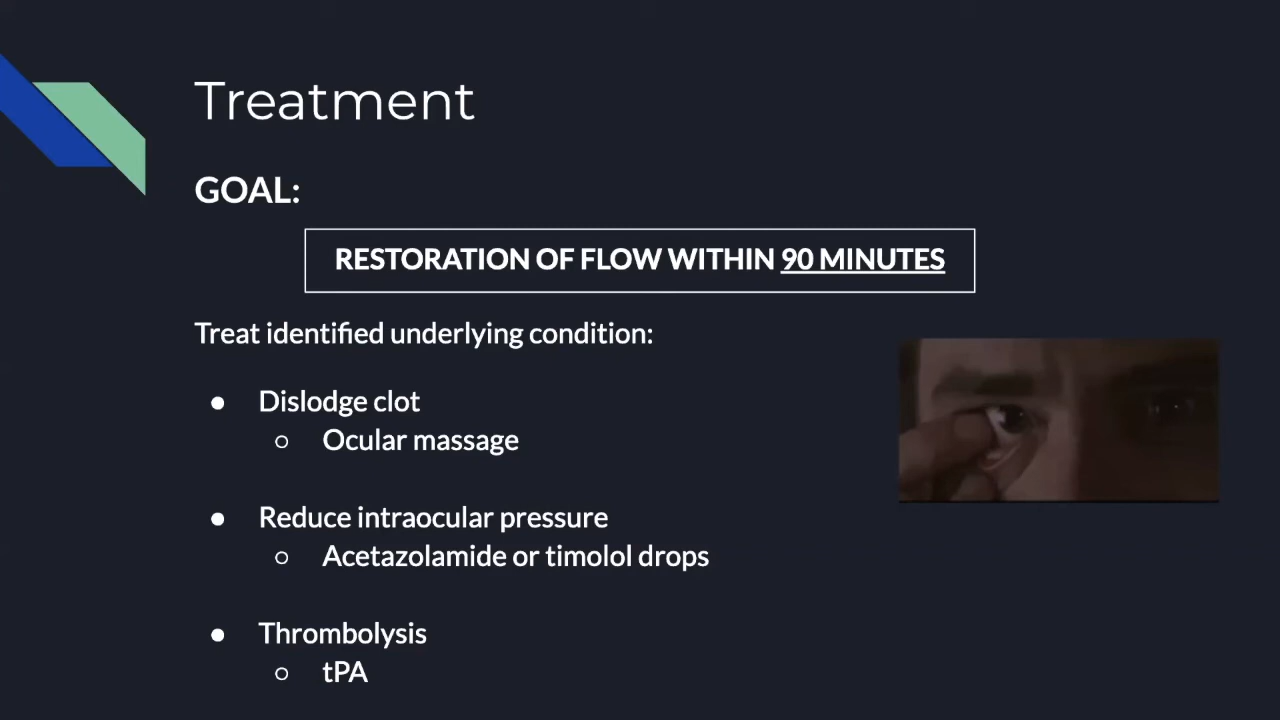 Treatment
GOAL:
RESTORATION OF FLOW WITHIN 90 MINUTES
Treat identified underlying condition:
● Dislodge clot
○ Ocular massage
● Reduce intraocular pressure
○ Acetazolamide or timolol drops
● Thrombolysis
○ tPA